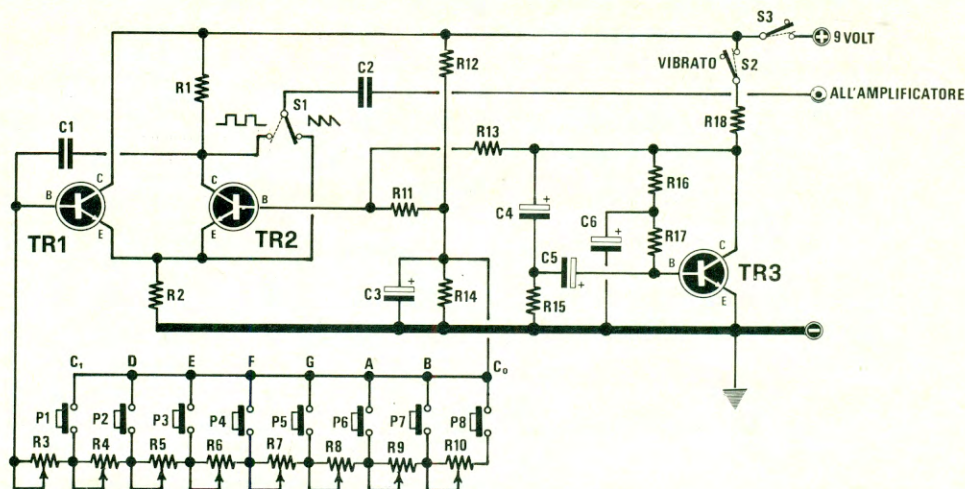 S3
9 VOLT
VIBRATO
S2
ALL'AMPLIFICATORE
R12
C2
R1
S1
R18
C1
R13
R16
C
C
R11
C4
C6
B
B
R17
C
TR1
E
E
TR2
C5
B
TR3
R2
C3
R14
R15
E
C₁ D E F G A B C₀
P1 P2 P3 P4 P5 P6 P7 P8
R3 R4 R5 R6 R7 R8 R9 R10